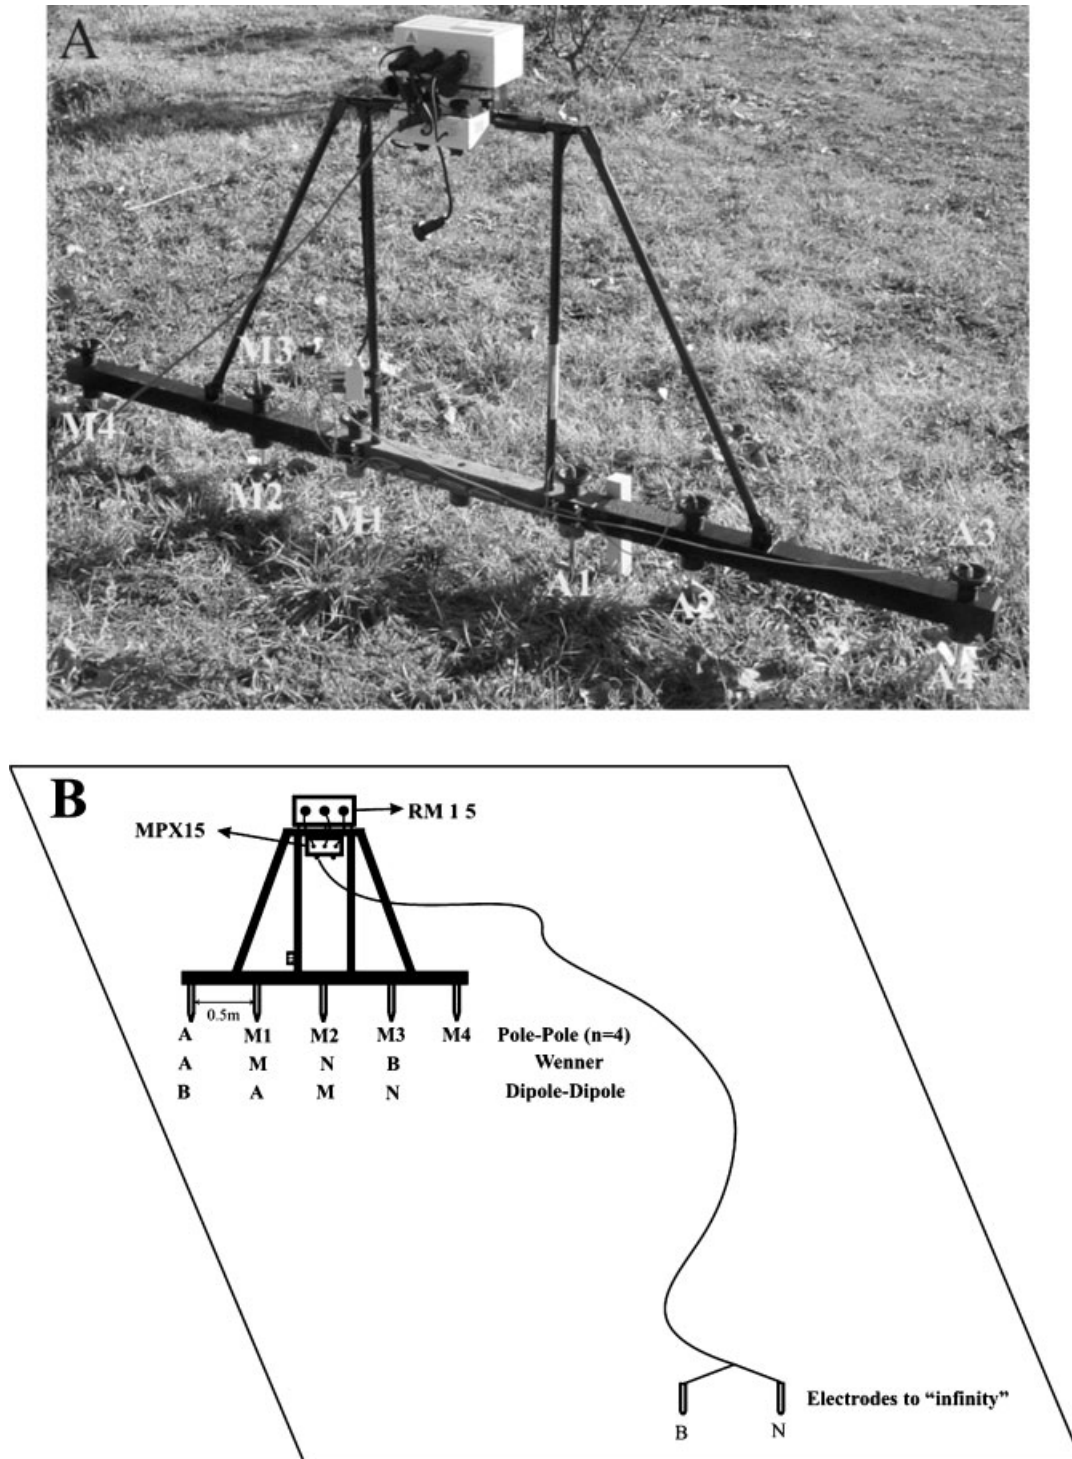 A
M3
M4
M2
M1
A3
A1
A2
A4
B
RM 1 5
MPX15
0.5m
A M1 M2 M3 M4 Pole-Pole (n=4)
A M N B Wenner
B A M N Dipole-Dipole
Electrodes to “infinity”
B N